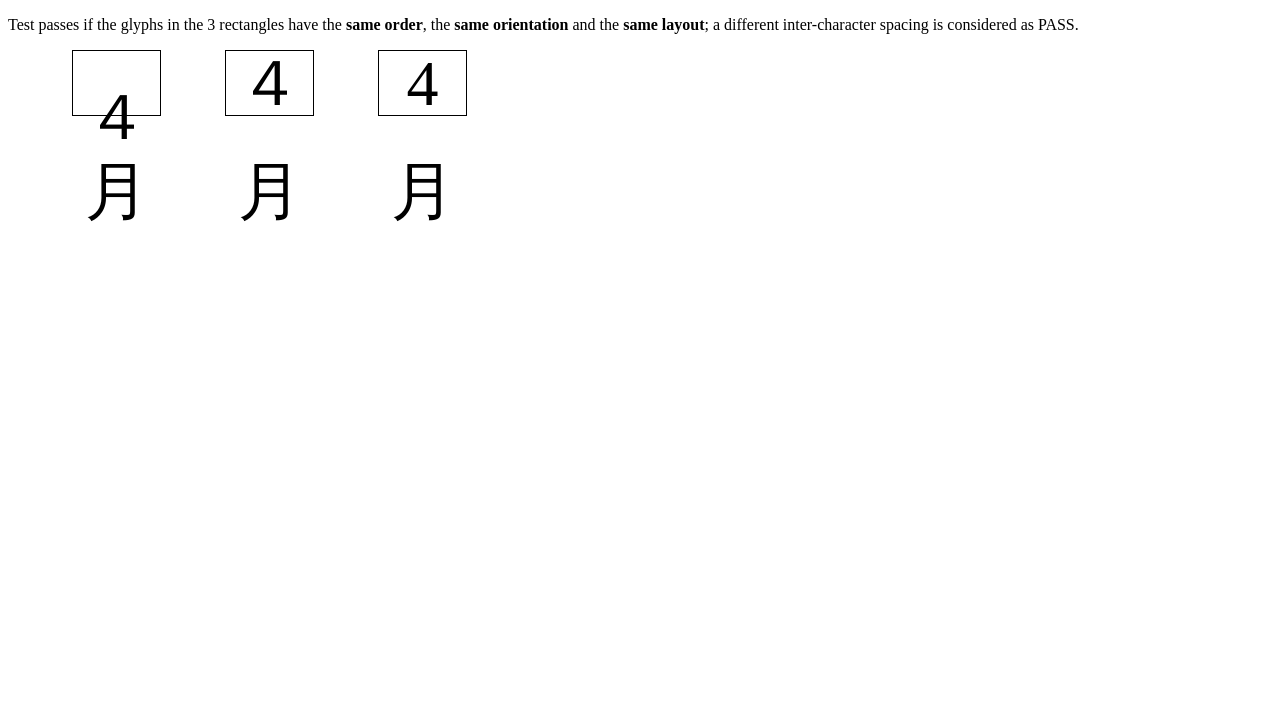 Test passes if the glyphs in the 3 rectangles have the same order, the same orientation and the same layout; a different inter-character spacing is considered as PASS.
4月
4月
4月